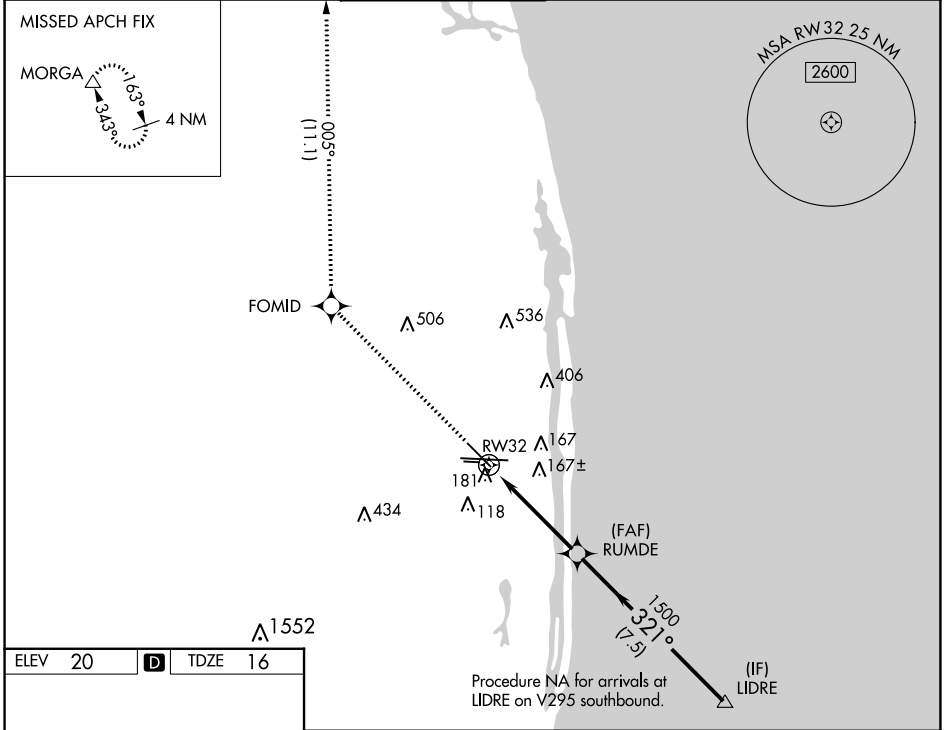 MISSED APCH FIX
MORGA
163°
343°
4 NM
005°
(11.1)
MSA RW32 25 NM
2600
FOMID
506
536
406
RW32
167
167±
181
118
434
(FAF)
RUMDE
1500
321°
(7.5)
1552
ELEV 20 D TDZE 16
Procedure NA for arrivals at
LIDRE on V295 southbound.
(IF)
LIDRE